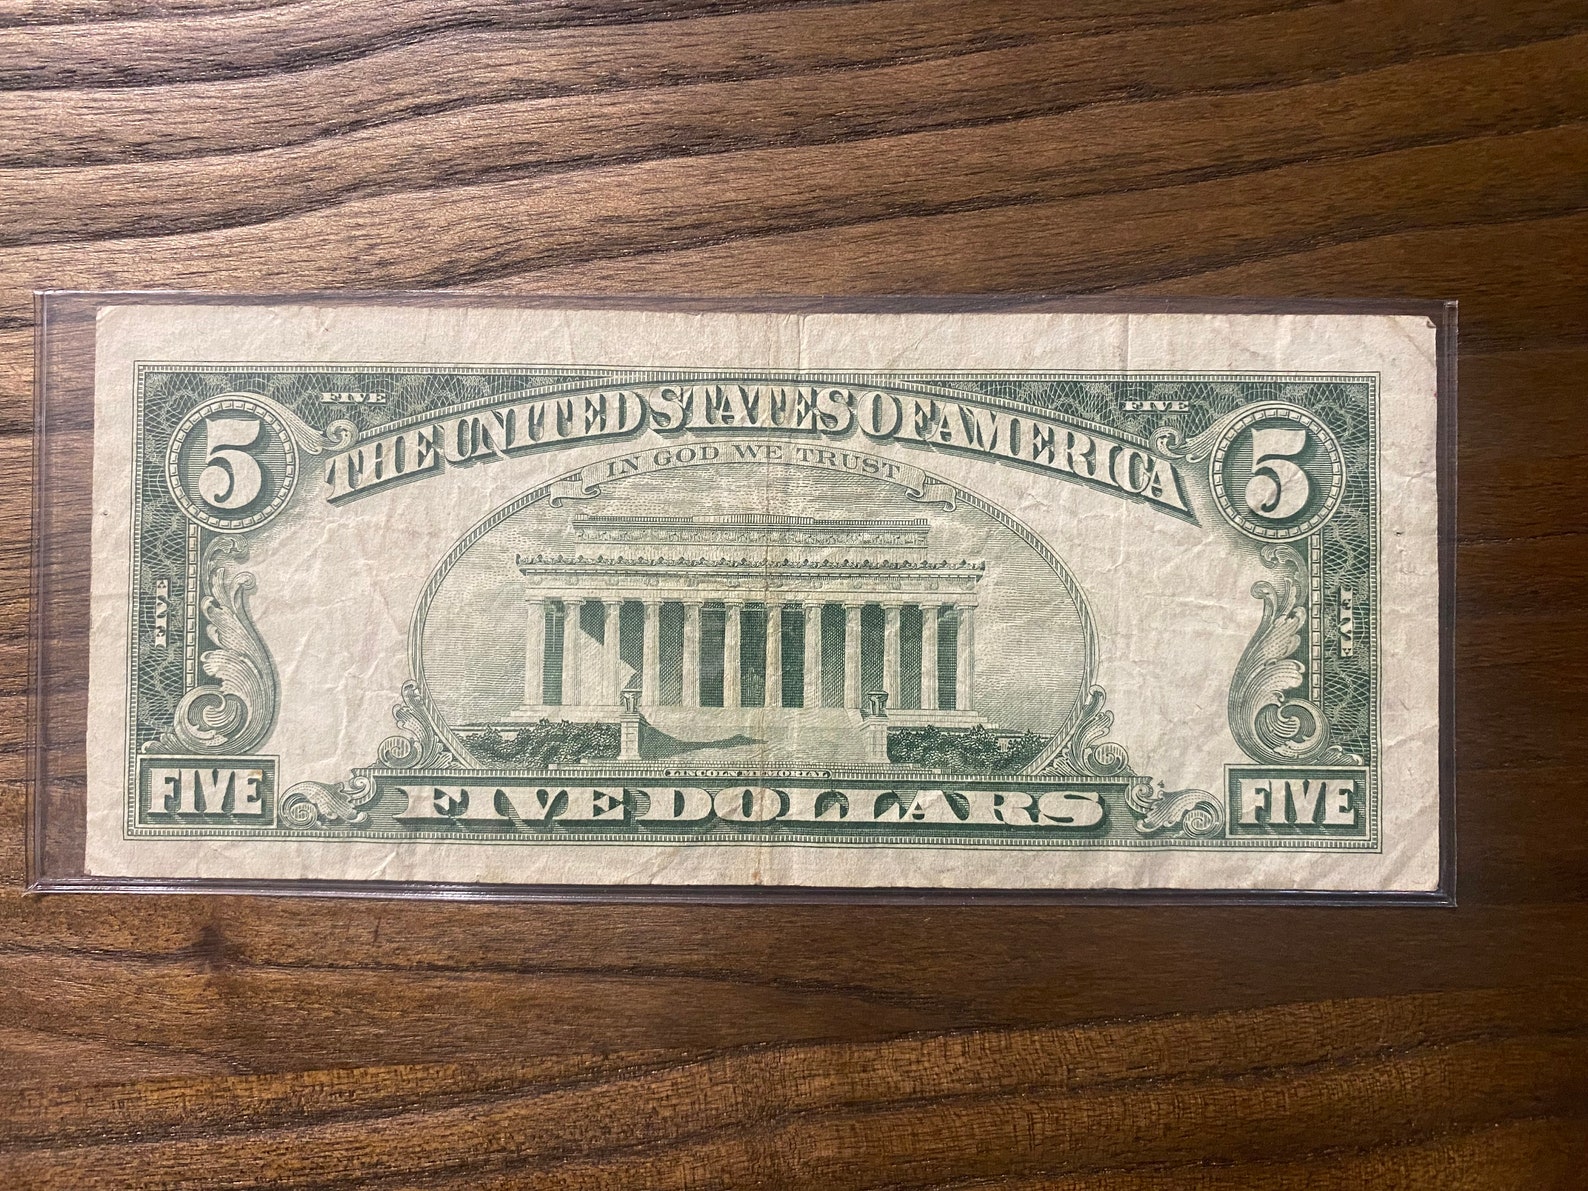 FIVE FIVE
5 THE UNITED STATES OF AMERICA 5
IN GOD WE TRUST
FIVE FIVE
LINCOLN MEMORIAL
FIVE FIVE DOLLARS FIVE